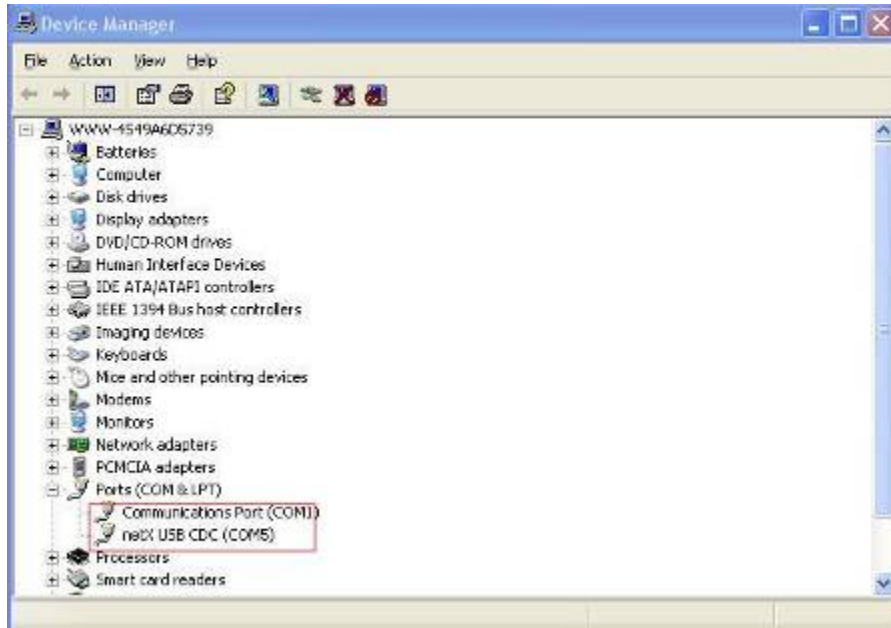 Device Manager
File Action View Help
WWW-4549A6D5739
Batteries
Computer
Disk drives
Display adapters
DVD/CD-ROM drives
Human Interface Devices
IDE ATA/ATAPI controllers
IEEE 1394 Bus host controllers
Imaging devices
Keyboards
Mice and other pointing devices
Modems
Monitors
Network adapters
PCMCIA adapters
Ports (COM & LPT)
Communications Port (COM1)
netX USB CDC (COM5)
Processors
Smart card readers